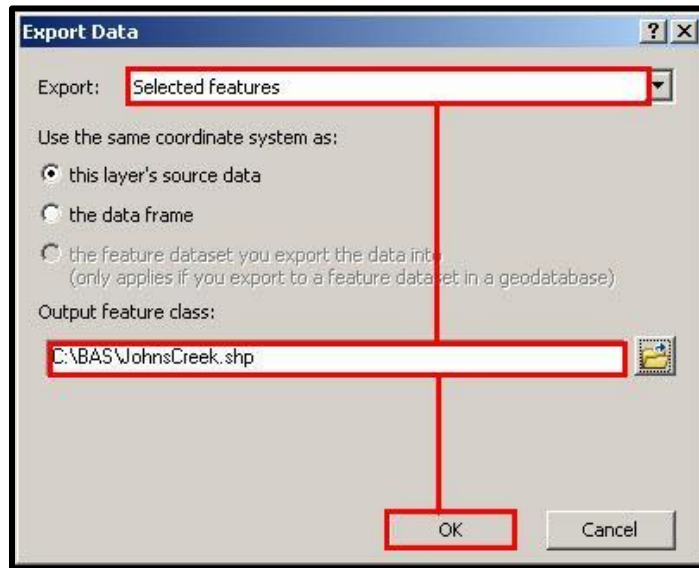 Export Data
Export: Selected features
Use the same coordinate system as:
this layer's source data
the data frame
the feature dataset you export the data into
(only applies if you export to a feature dataset in a geodatabase)
Output feature class:
C:\BAS\JohnsCreek.shp
OK Cancel